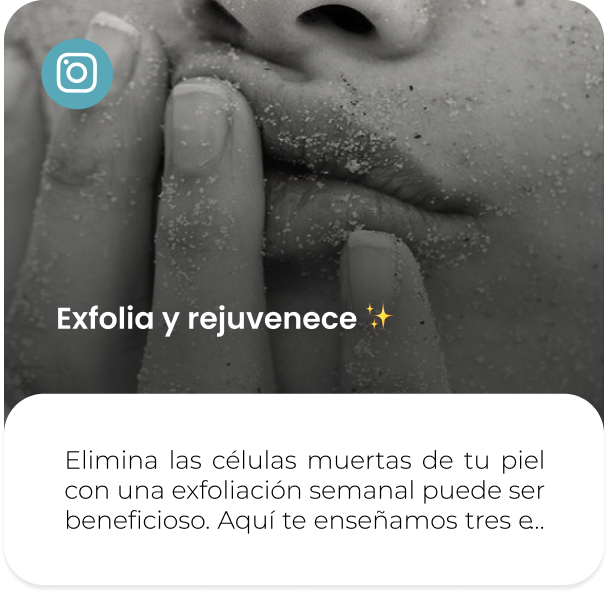 Exfolia y rejuvenece ✨
Elimina las células muertas de tu piel
con una exfoliación semanal puede ser
beneficioso. Aquí te enseñamos tres e...